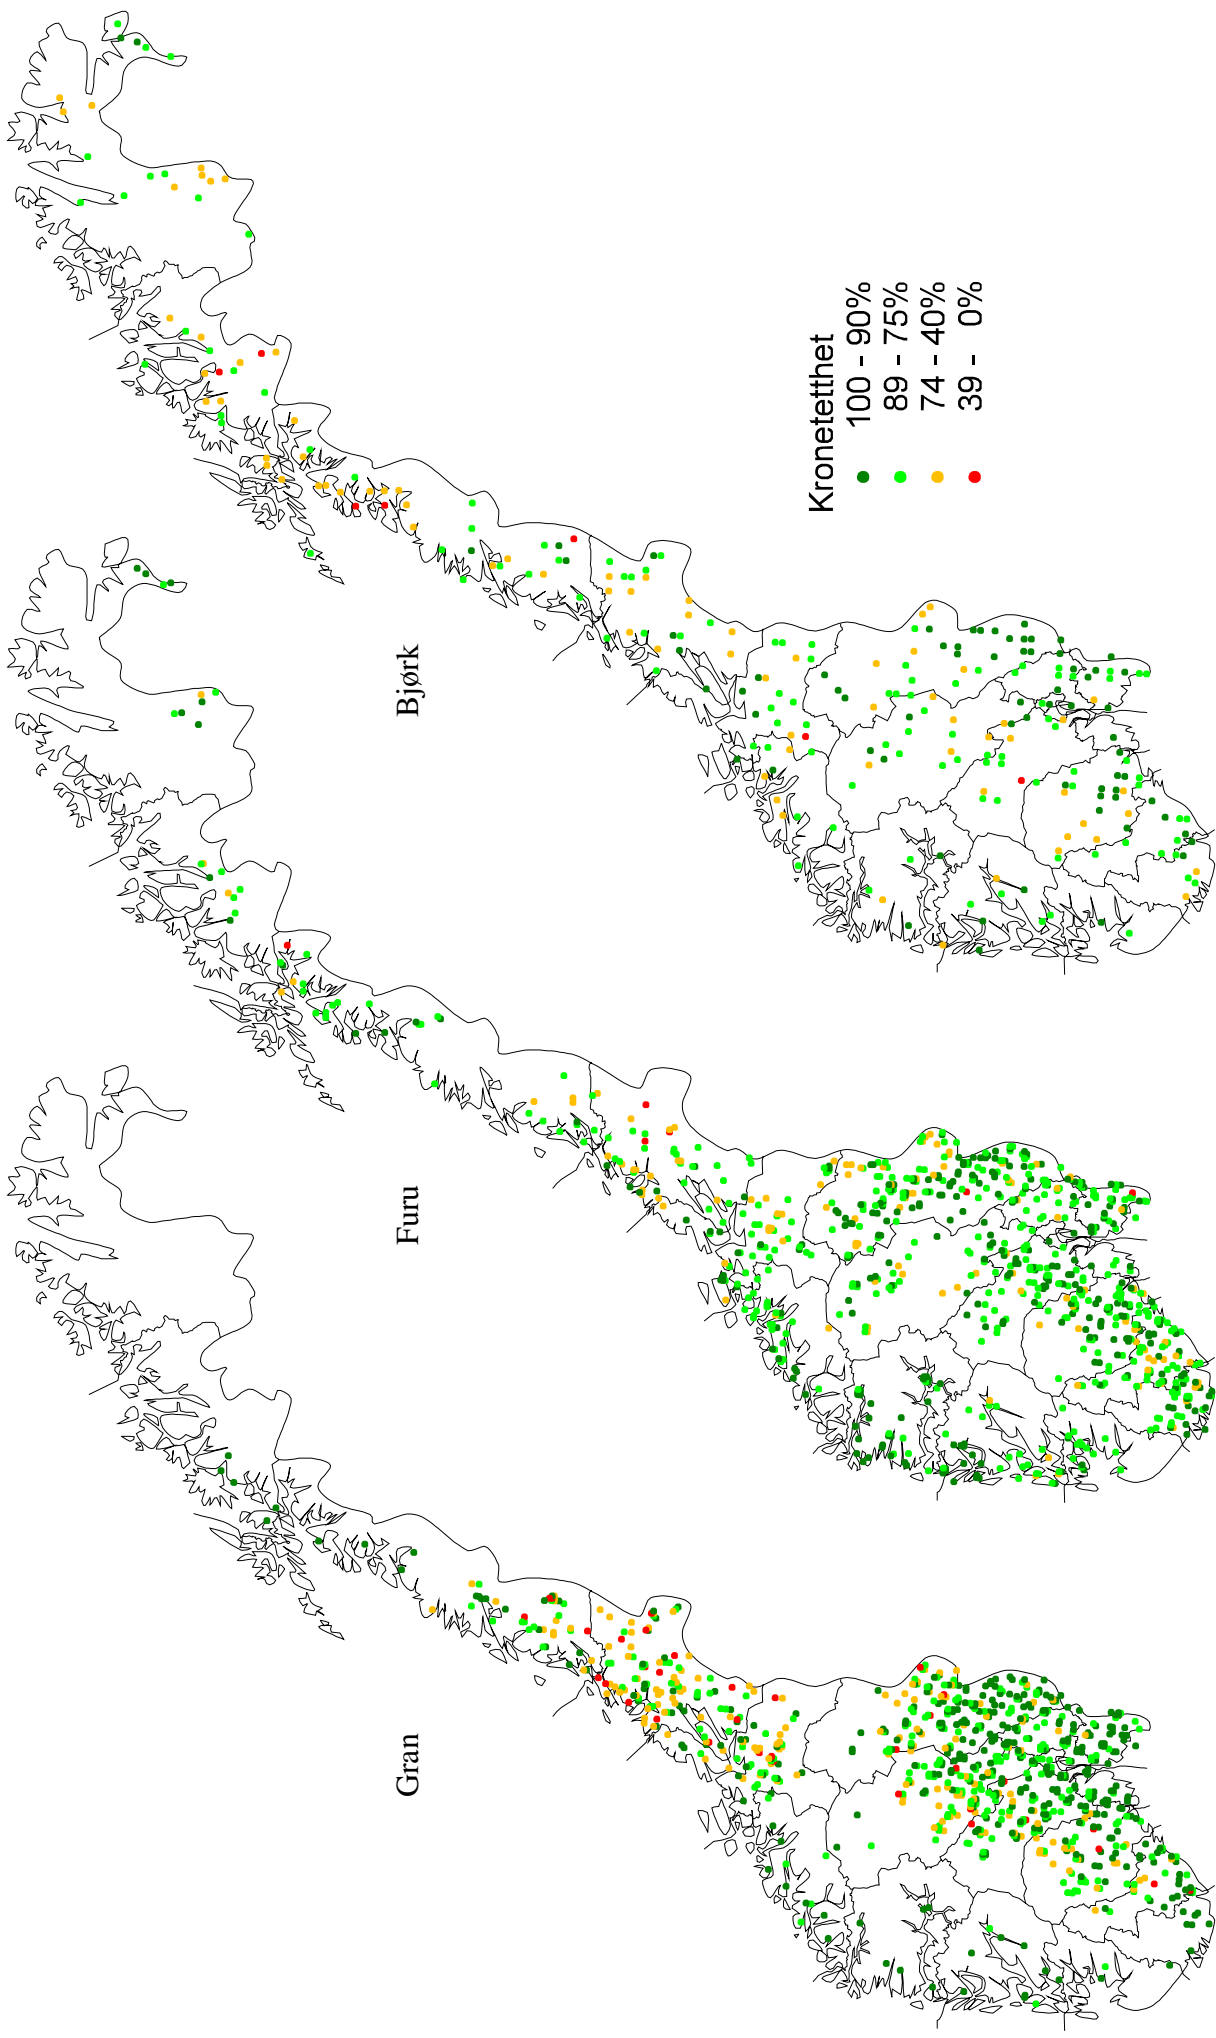 Bjørk
Furu
Gran
Kronetetthet
100 - 90%
89 - 75%
74 - 40%
39 - 0%